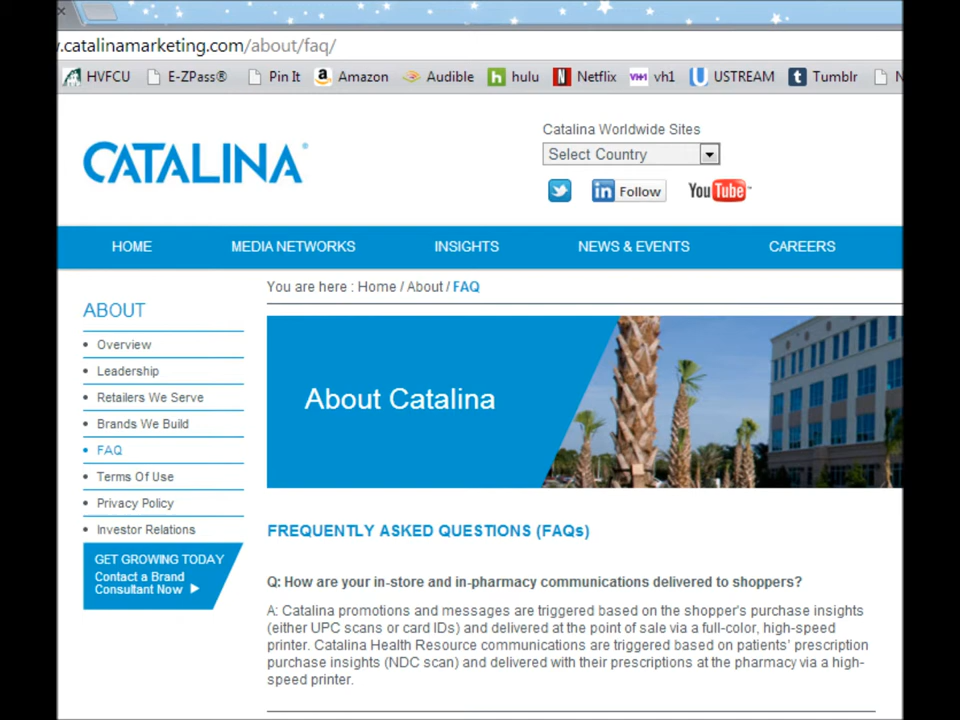 .catalinamarketing.com/about/faq/
HVFCU E-ZPass® Pin It Amazon Audible hulu Netflix vh1 USTREAM Tumblr
CATALINA
Catalina Worldwide Sites
Select Country
in Follow YouTube
HOME MEDIA NETWORKS INSIGHTS NEWS & EVENTS CAREERS
You are here : Home / About / FAQ
ABOUT
• Overview
• Leadership
• Retailers We Serve
• Brands We Build
• FAQ
• Terms Of Use
• Privacy Policy
• Investor Relations
GET GROWING TODAY
Contact a Brand
Consultant Now
About Catalina
FREQUENTLY ASKED QUESTIONS (FAQs)
Q: How are your in-store and in-pharmacy communications delivered to shoppers?
A: Catalina promotions and messages are triggered based on the shopper's purchase insights
(either UPC scans or card IDs) and delivered at the point of sale via a full-color, high-speed
printer. Catalina Health Resource communications are triggered based on patients' prescription
purchase insights (NDC scan) and delivered with their prescriptions at the pharmacy via a high-
speed printer.